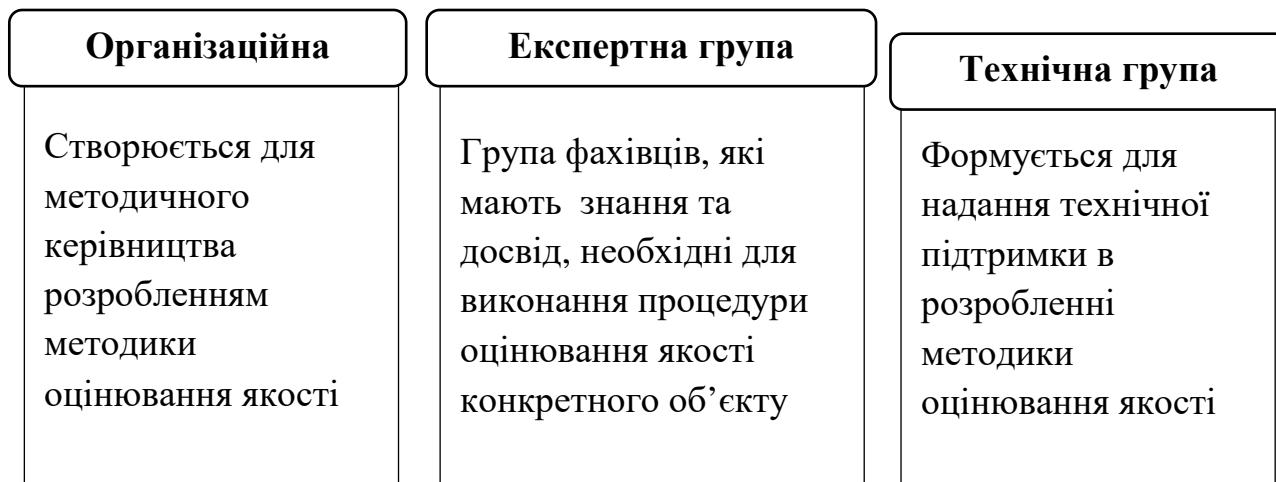 Організаційна
Створюється для
методичного
керівництва
розробленням
методики
оцінювання якості
Експертна група
Група фахівців, які
мають знання та
досвід, необхідні для
виконання процедури
оцінювання якості
конкретного об’єкту
Технічна група
Формується для
надання технічної
підтримки в
розробленні
методики
оцінювання якості